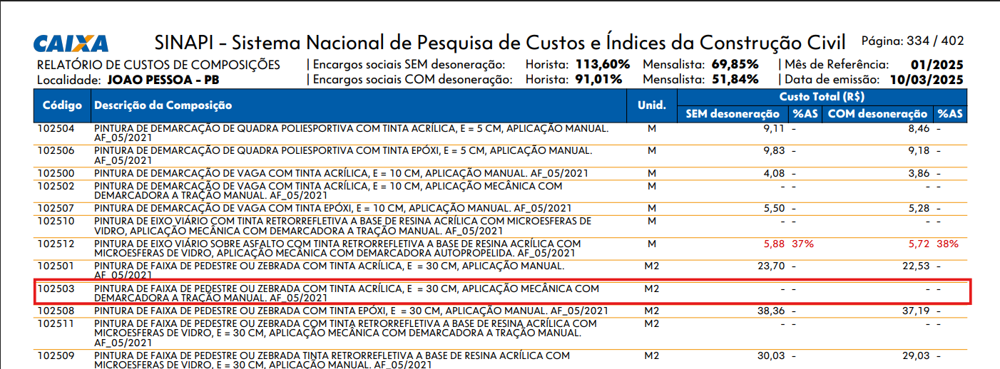 CAIXA
SINAPI - Sistema Nacional de Pesquisa de Custos e Índices da Construção Civil Página: 334 / 402
RELATÓRIO DE CUSTOS DE COMPOSIÇÕES | Encargos sociais SEM desoneração: Horista: 113,60% Mensalista: 69,85% | Mês de Referência: 01/2025
Localidade: JOAO PESSOA - PB | Encargos sociais COM desoneração: Horista: 91,01% Mensalista: 51,84% | Data de emissão: 10/03/2025
Código Descrição da Composição Unid. Custo Total (R$)
SEM desoneração %AS COM desoneração %AS
102504 PINTURA DE DEMARCAÇÃO DE QUADRA POLIESPORTIVA COM TINTA ACRÍLICA, E = 5 CM, APLICAÇÃO MANUAL. M 9,11 - 8,46 -
AF_05/2021
102506 PINTURA DE DEMARCAÇÃO DE QUADRA POLIESPORTIVA COM TINTA EPÓXI, E = 5 CM, APLICAÇÃO MANUAL. M 9,83 - 9,18 -
AF_05/2021
102500 PINTURA DE DEMARCAÇÃO DE VAGA COM TINTA ACRÍLICA, E = 10 CM, APLICAÇÃO MANUAL. AF_05/2021 M 4,08 - 3,86 -
102502 PINTURA DE DEMARCAÇÃO DE VAGA COM TINTA ACRÍLICA, E = 10 CM, APLICAÇÃO MECÂNICA COM M - - - -
DEMARCADORA A TRAÇÃO MANUAL. AF_05/2021
102507 PINTURA DE DEMARCAÇÃO DE VAGA COM TINTA EPÓXI, E = 10 CM, APLICAÇÃO MANUAL. AF_05/2021 M 5,50 - 5,28 -
102510 PINTURA DE EIXO VIÁRIO COM TINTA RETRORREFLETIVA A BASE DE RESINA ACRÍLICA COM MICROESFERAS DE M - - - -
VIDRO, APLICAÇÃO MECÂNICA COM DEMARCADORA A TRAÇÃO MANUAL. AF_05/2021
102512 PINTURA DE EIXO VIÁRIO SOBRE ASFALTO COM TINTA RETRORREFLETIVA A BASE DE RESINA ACRÍLICA COM M 5,88 37% 5,72 38%
MICROESFERAS DE VIDRO, APLICAÇÃO MECÂNICA COM DEMARCADORA AUTOPROPELIDA. AF_05/2021
102501 PINTURA DE FAIXA DE PEDESTRE OU ZEBRADA COM TINTA ACRÍLICA, E = 30 CM, APLICAÇÃO MANUAL. M2 23,70 - 22,53 -
AF_05/2021
102503 PINTURA DE FAIXA DE PEDESTRE OU ZEBRADA COM TINTA ACRÍLICA, E = 30 CM, APLICAÇÃO MECÂNICA COM M2 - - - -
DEMARCADORA A TRAÇÃO MANUAL. AF_05/2021
102508 PINTURA DE FAIXA DE PEDESTRE OU ZEBRADA COM TINTA EPÓXI, E = 30 CM, APLICAÇÃO MANUAL. AF_05/2021 M2 38,36 - 37,19 -
102511 PINTURA DE FAIXA DE PEDESTRE OU ZEBRADA COM TINTA RETRORREFLETIVA A BASE DE RESINA ACRÍLICA COM M2 - - - -
MICROESFERAS DE VIDRO, E = 30 CM, APLICAÇÃO MECÂNICA COM DEMARCADORA A TRAÇÃO MANUAL.
AF_05/2021
102509 PINTURA DE FAIXA DE PEDESTRE OU ZEBRADA TINTA RETRORREFLETIVA A BASE DE RESINA ACRÍLICA COM M2 30,03 - 29,03 -
MICROESFERAS DE VIDRO, E = 30 CM, APLICAÇÃO MANUAL. AF_05/2021